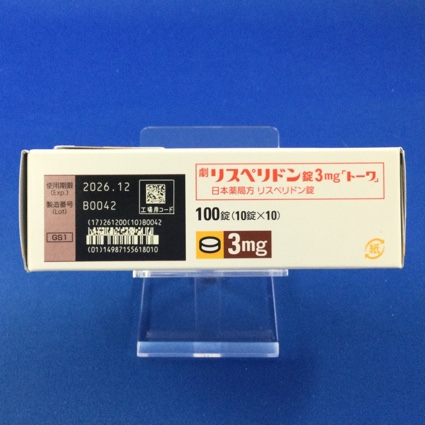 使用期限
(Exp.)
2026.12
製造番号
(Lot)
B0042
工場用コード
(17)261200(10)B0042
GS1
(01)14987155618010
劇 リスペリドン錠3mg「トーワ」
日本薬局方 リスペリドン錠
100錠(10錠×10)
3mg
紙